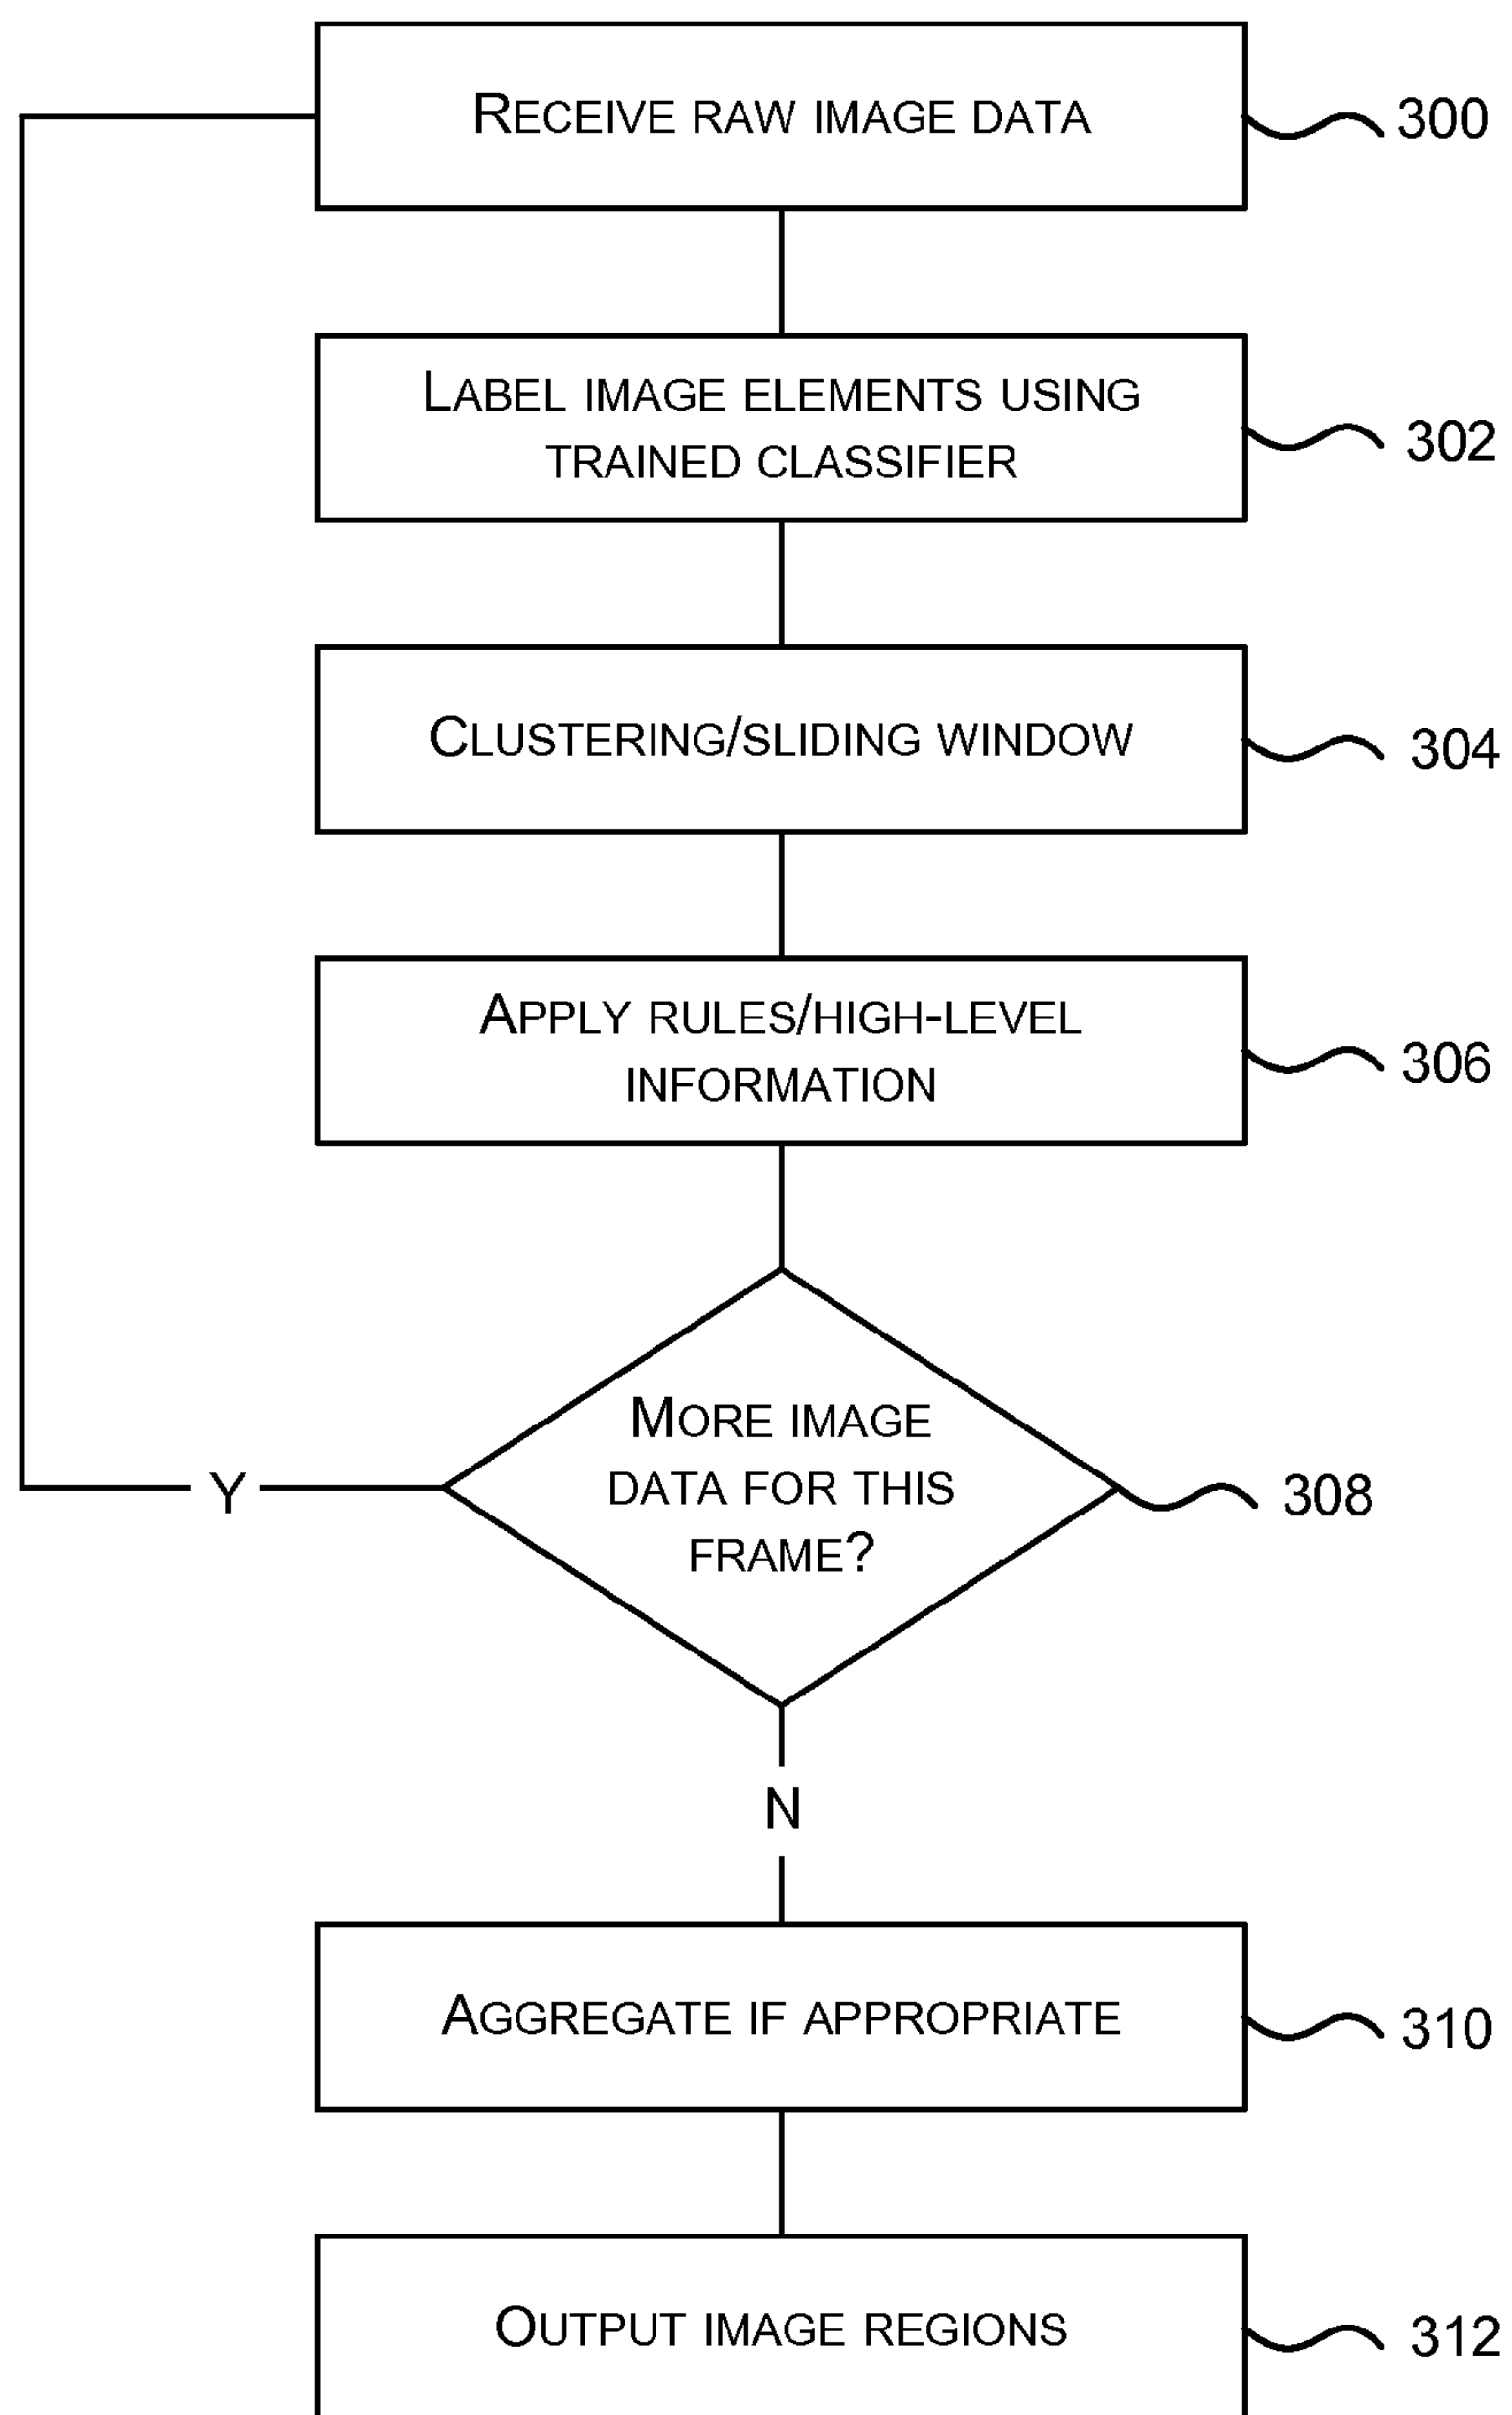 RECEIVE RAW IMAGE DATA
300
LABEL IMAGE ELEMENTS USING
TRAINED CLASSIFIER
302
CLUSTERING/SLIDING WINDOW
304
APPLY RULES/HIGH-LEVEL
INFORMATION
306
MORE IMAGE
DATA FOR THIS
FRAME?
Y
308
N
AGGREGATE IF APPROPRIATE
310
OUTPUT IMAGE REGIONS
312